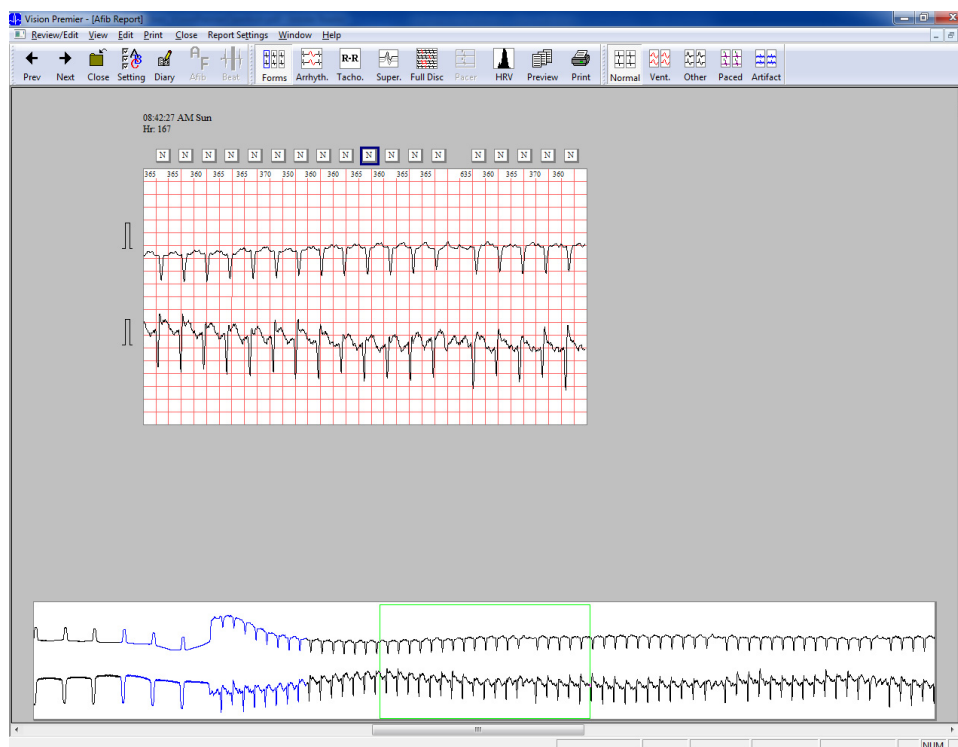 Vision Premier - [Afib Report]
Review/Edit View Edit Print Close Report Settings Window Help
Prev Next Close Setting Diary Afib Beat Forms Arrhyth. Tacho. Super. Full Disc Pacer HRV Preview Print Normal Vent. Other Paced Artifact
R-R
08:42:27 AM Sun
Hr: 167
N N N N N N N N N N N N N N N N N N
365 365 360 365 365 370 350 360 360 365 360 365 365 635 360 365 370 360
NUM